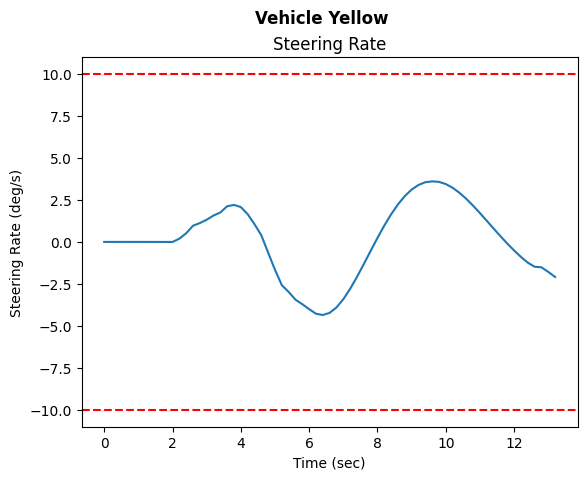 Vehicle Yellow
Steering Rate
10.0
7.5
5.0
2.5
0.0
−2.5
−5.0
−7.5
−10.0
Steering Rate (deg/s)
0 2 4 6 8 10 12
Time (sec)